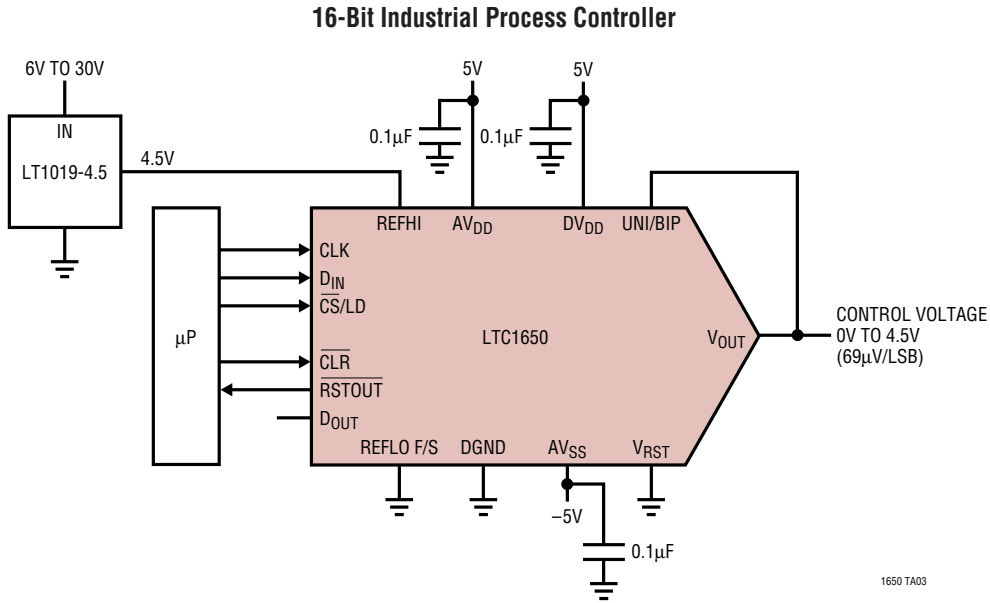 16-Bit Industrial Process Controller
6V TO 30V
5V
5V
IN
LT1019-4.5
4.5V
0.1µF
0.1µF
REFHI
AVDD
DVDD
UNI/BIP
µP
CLK
DIN
CS/LD
CLR
RSTOUT
DOUT
LTC1650
VOUT
CONTROL VOLTAGE
0V TO 4.5V
(69µV/LSB)
REFLO F/S
DGND
AVSS
VRST
–5V
0.1µF
1650 TA03